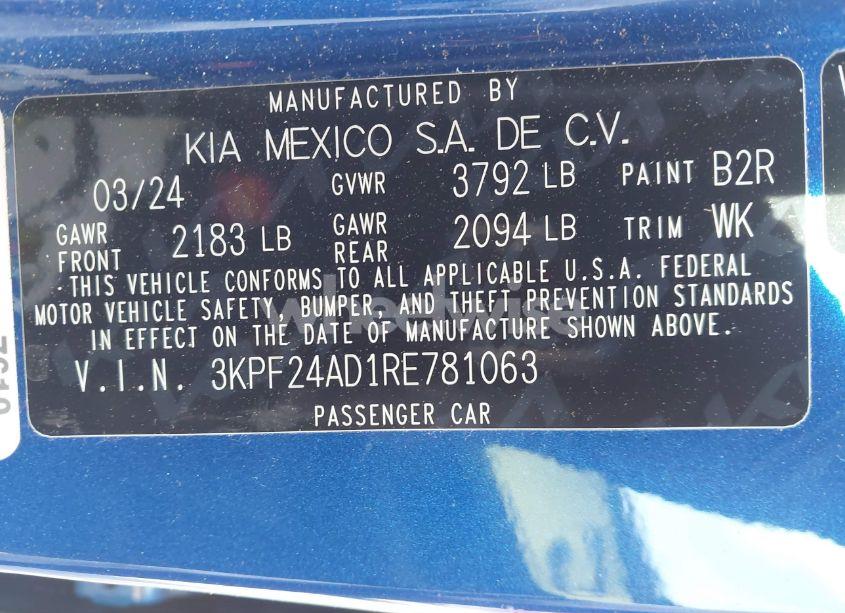 MANUFACTURED BY
KIA MEXICO S.A. DE C.V.
03/24 GVWR 3792 LB PAINT B2R
GAWR FRONT 2183 LB GAWR REAR 2094 LB TRIM WK
THIS VEHICLE CONFORMS TO ALL APPLICABLE U.S.A. FEDERAL
MOTOR VEHICLE SAFETY, BUMPER, AND THEFT PREVENTION STANDARDS
IN EFFECT ON THE DATE OF MANUFACTURE SHOWN ABOVE.
V.I.N. 3KPF24AD1RE781063
PASSENGER CAR
wheelwise